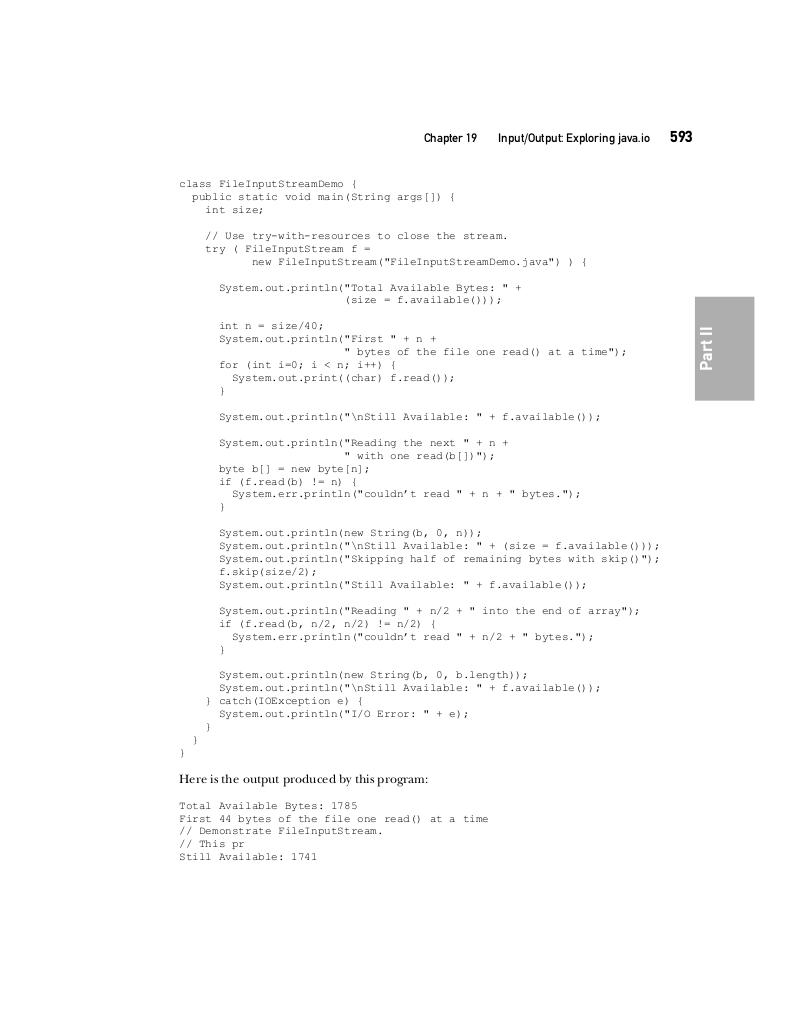 Chapter 19 Input/Output: Exploring java.io 593
class FileInputStreamDemo {
  public static void main(String args[]) {
    int size;

    // Use try-with-resources to close the stream.
    try ( FileInputStream f =
           new FileInputStream("FileInputStreamDemo.java") ) {

      System.out.println("Total Available Bytes: " +
                         (size = f.available()));

      int n = size/40;
      System.out.println("First " + n +
                         " bytes of the file one read() at a time");
      for (int i=0; i < n; i++) {
        System.out.print((char) f.read());
      }

      System.out.println("\nStill Available: " + f.available());

      System.out.println("Reading the next " + n +
                         " with one read(b[])");
      byte b[] = new byte[n];
      if (f.read(b) != n) {
        System.err.println("couldn’t read " + n + " bytes.");
      }

      System.out.println(new String(b, 0, n));
      System.out.println("\nStill Available: " + (size = f.available()));
      System.out.println("Skipping half of remaining bytes with skip()");
      f.skip(size/2);
      System.out.println("Still Available: " + f.available());

      System.out.println("Reading " + n/2 + " into the end of array");
      if (f.read(b, n/2, n/2) != n/2) {
        System.err.println("couldn’t read " + n/2 + " bytes.");
      }

      System.out.println(new String(b, 0, b.length));
      System.out.println("\nStill Available: " + f.available());
    } catch(IOException e) {
      System.out.println("I/O Error: " + e);
    }
  }
}
Here is the output produced by this program:
Total Available Bytes: 1785
First 44 bytes of the file one read() at a time
// Demonstrate FileInputStream.
// This pr
Still Available: 1741
Part II